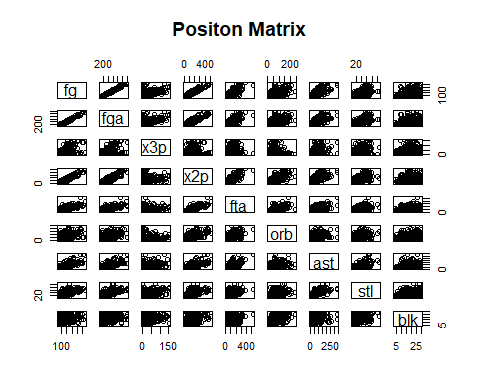 Positon Matrix
200 0 400 0 200 20
fg 100
200 fga
x3p 0
0 x2p
fta 0
0 orb
ast 0
20 stl
blk 5
100 0 150 0 400 0 250 5 25